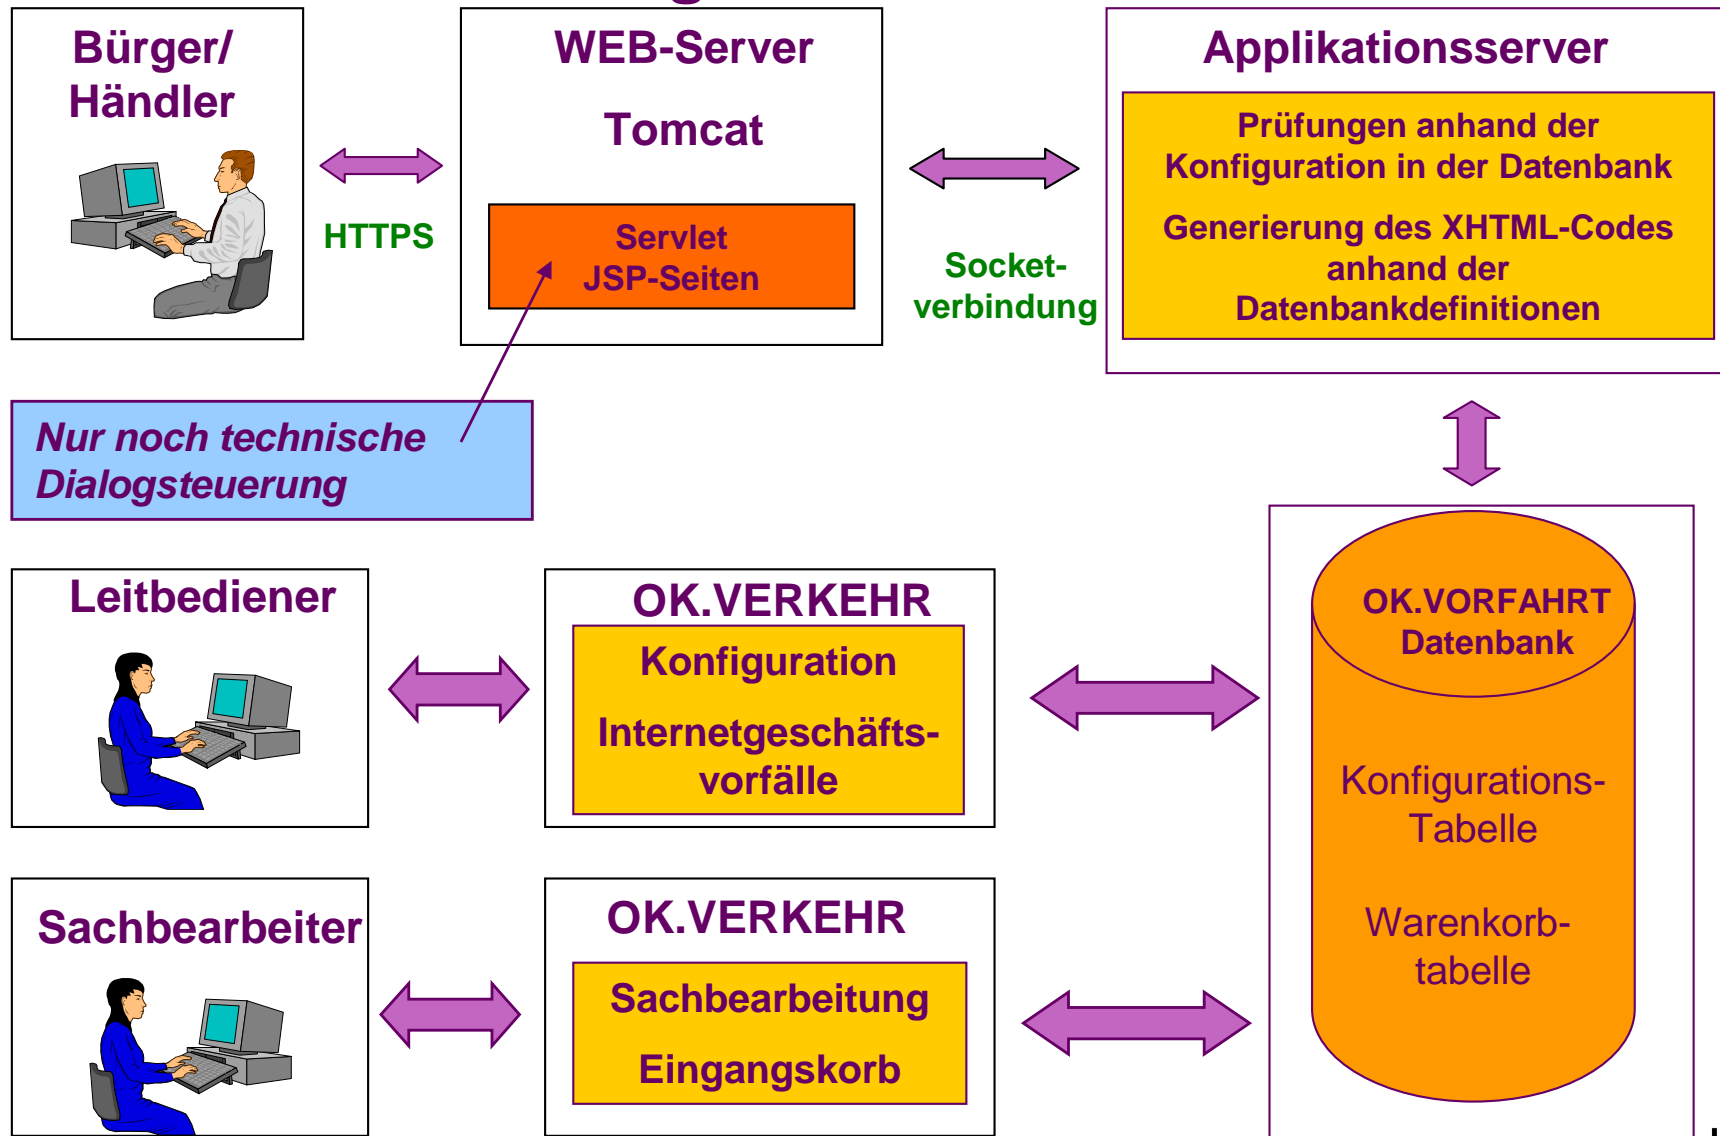 Bürger/
Händler
HTTPS
WEB-Server
Tomcat
Servlet
JSP-Seiten
Socket-
verbindung
Applikationsserver
Prüfungen anhand der
Konfiguration in der Datenbank
Generierung des XHTML-Codes
anhand der
Datenbankdefinitionen
Nur noch technische
Dialogsteuerung
Leitbediener
OK.VERKEHR
Konfiguration
Internetgeschäfts-
vorfälle
OK.VORFAHRT
Datenbank
Konfigurations-
Tabelle
Warenkorb-
tabelle
Sachbearbeiter
OK.VERKEHR
Sachbearbeitung
Eingangskorb